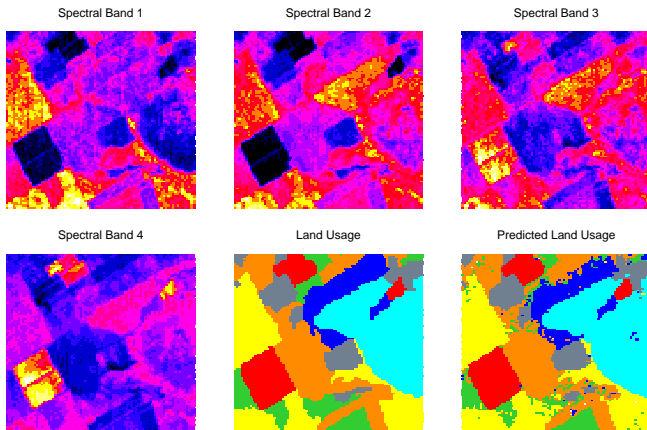 Spectral Band 1
Spectral Band 2
Spectral Band 3
Spectral Band 4
Land Usage
Predicted Land Usage